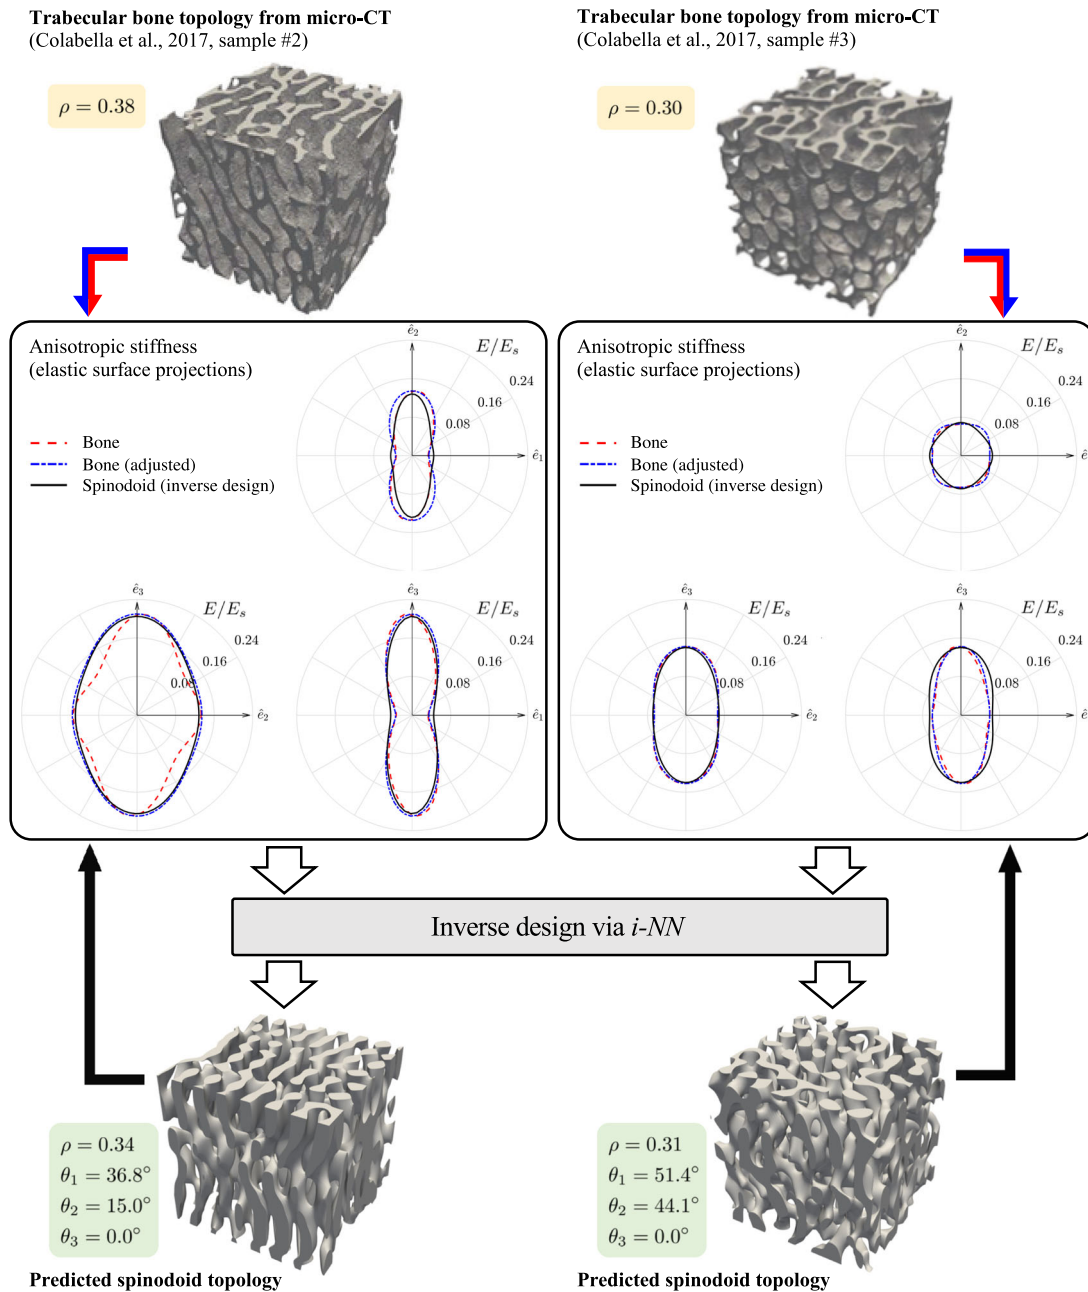 Trabecular bone topology from micro-CT
(Colabella et al., 2017, sample #2)
ρ = 0.38
Trabecular bone topology from micro-CT
(Colabella et al., 2017, sample #3)
ρ = 0.30
Anisotropic stiffness
(elastic surface projections)
Bone
Bone (adjusted)
Spinodoid (inverse design)
ê₂
E/Eₛ
0.24
0.16
0.08
ê₁
ê₃
E/Eₛ
0.24
0.16
0.08
ê₂
ê₃
E/Eₛ
0.24
0.16
0.08
ê₁
Anisotropic stiffness
(elastic surface projections)
Bone
Bone (adjusted)
Spinodoid (inverse design)
ê₂
E/Eₛ
0.24
0.16
0.08
ê
ê₃
E/Eₛ
0.24
0.16
0.08
ê₂
ê₃
E/Eₛ
0.24
0.16
0.08
ê
Inverse design via i-NN
ρ = 0.34
θ₁ = 36.8°
θ₂ = 15.0°
θ₃ = 0.0°
Predicted spinodoid topology
ρ = 0.31
θ₁ = 51.4°
θ₂ = 44.1°
θ₃ = 0.0°
Predicted spinodoid topology